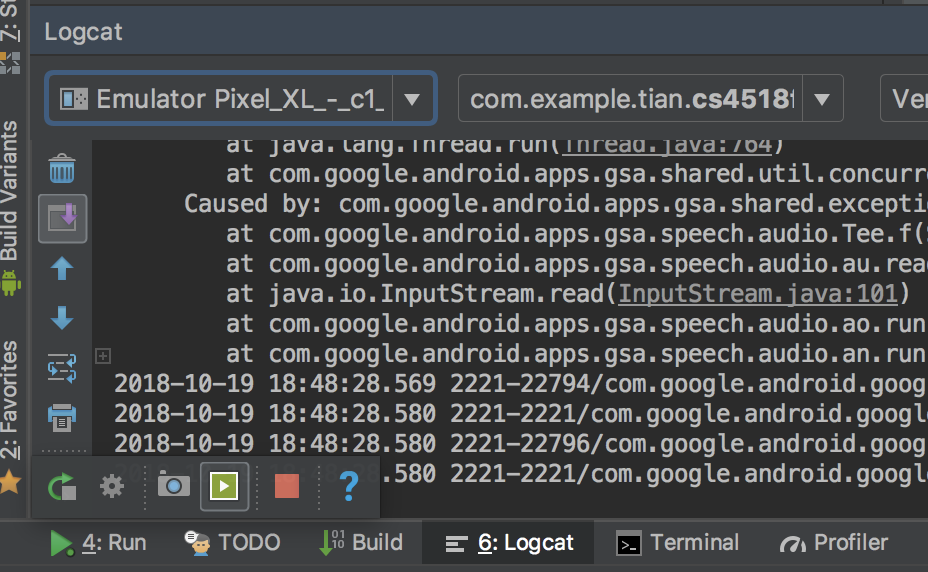 Logcat
Emulator Pixel_XL_-_c1_
com.example.tian.cs4518
Ver
Build Variants
2: Favorites
at java.lang.Thread.run(Thread.java:764)
at com.google.android.apps.gsa.shared.util.concurre
Caused by: com.google.android.apps.gsa.shared.exceptio
at com.google.android.apps.gsa.speech.audio.Tee.f(S
at com.google.android.apps.gsa.speech.audio.au.read
at java.io.InputStream.read(InputStream.java:101)
at com.google.android.apps.gsa.speech.audio.ao.run
at com.google.android.apps.gsa.speech.audio.an.run
2018-10-19 18:48:28.569 2221-22794/com.google.android.goog
2018-10-19 18:48:28.580 2221-2221/com.google.android.google
2018-10-19 18:48:28.580 2221-22796/com.google.android.goog
.580 2221-2221/com.google.android.google
?
4: Run
TODO
Build
6: Logcat
Terminal
Profiler